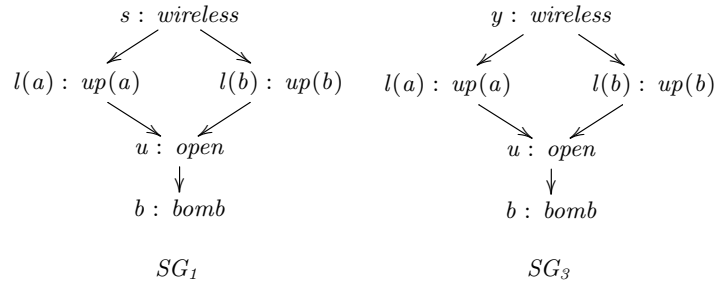 s : wireless y : wireless
l(a) : up(a) l(b) : up(b) l(a) : up(a) l(b) : up(b)
u : open u : open
b : bomb b : bomb
SG1 SG3